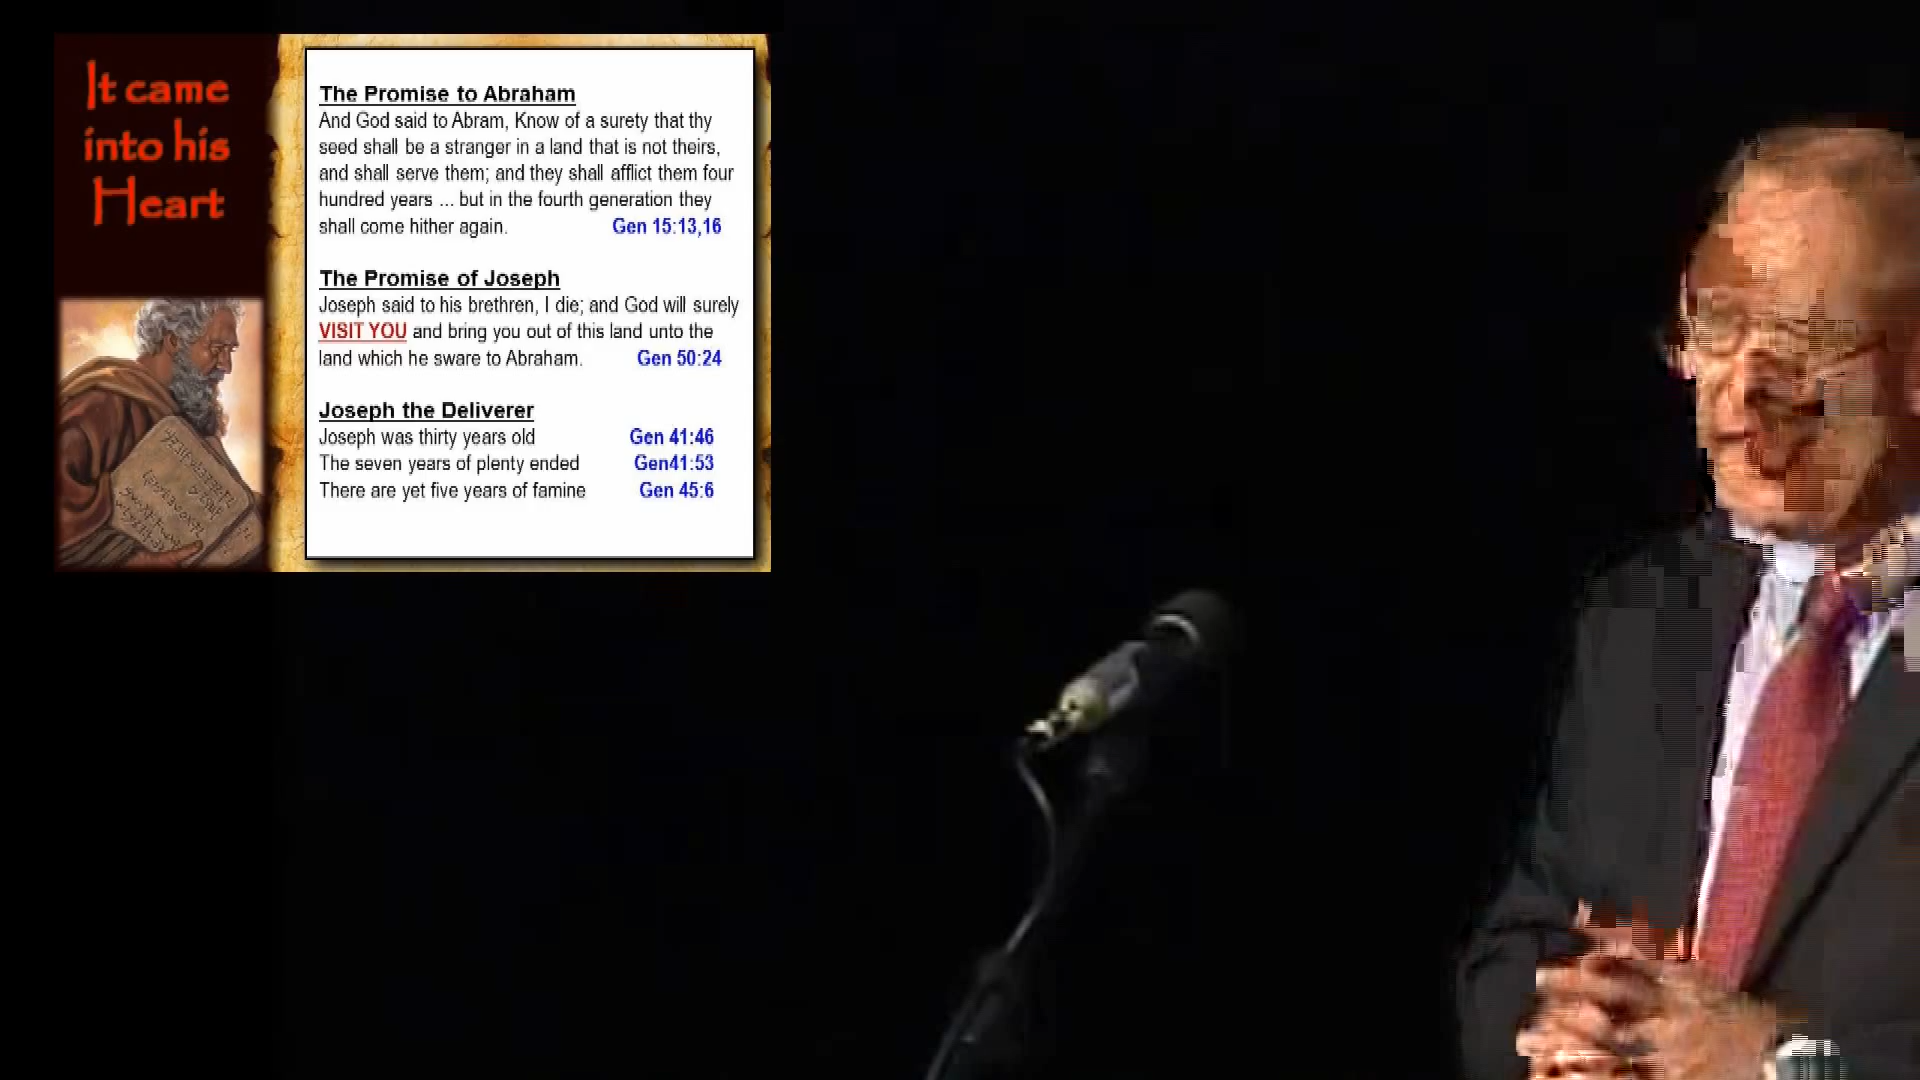 It came
into his
Heart
The Promise to Abraham
And God said to Abram, Know of a surety that thy
seed shall be a stranger in a land that is not theirs,
and shall serve them; and they shall afflict them four
hundred years ... but in the fourth generation they
shall come hither again. Gen 15:13,16
The Promise of Joseph
Joseph said to his brethren, I die; and God will surely
VISIT YOU and bring you out of this land unto the
land which he sware to Abraham. Gen 50:24
Joseph the Deliverer
Joseph was thirty years old Gen 41:46
The seven years of plenty ended Gen41:53
There are yet five years of famine Gen 45:6